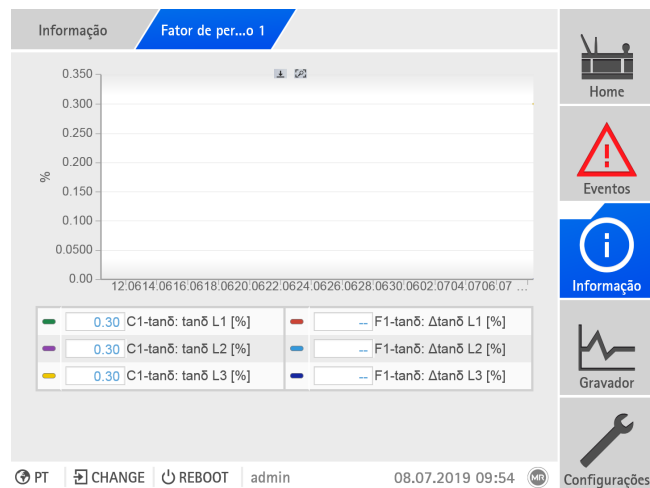 Informação
Fator de per...o 1
Home
Eventos
Informação
Gravador
Configurações
0.350
0.300
0.250
0.200
0.150
0.100
0.0500
0.00
%
12.06 14.06 16.06 18.06 20.06 22.06 24.06 26.06 28.06 30.06 02.07 04.07 06.07 ...
0.30 C1-tanδ: tanδ L1 [%] -- F1-tanδ: Δtanδ L1 [%]
0.30 C1-tanδ: tanδ L2 [%] -- F1-tanδ: Δtanδ L2 [%]
0.30 C1-tanδ: tanδ L3 [%] -- F1-tanδ: Δtanδ L3 [%]
PT CHANGE REBOOT admin 08.07.2019 09:54 MR